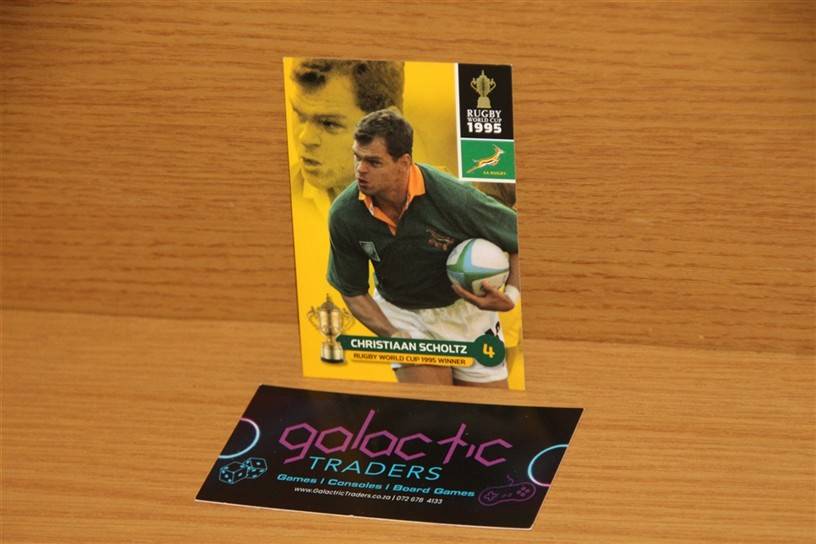 RUGBY
WORLD CUP
1995
SA RUGBY
CHRISTIAAN SCHOLTZ
4
RUGBY WORLD CUP 1995 WINNER
galactic
TRADERS
Games | Consoles | Board Games
www.GalacticTraders.co.za | 072 678 4133